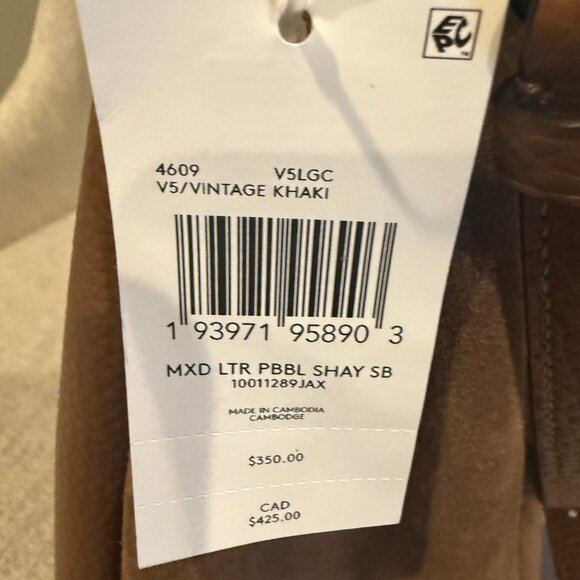 EPC
4609 V5LGC
V5/VINTAGE KHAKI
1 93971 95890 3
MXD LTR PBBL SHAY SB
10011289JAX
MADE IN CAMBODIA
CAMBODGE
$350.00
CAD
$425.00